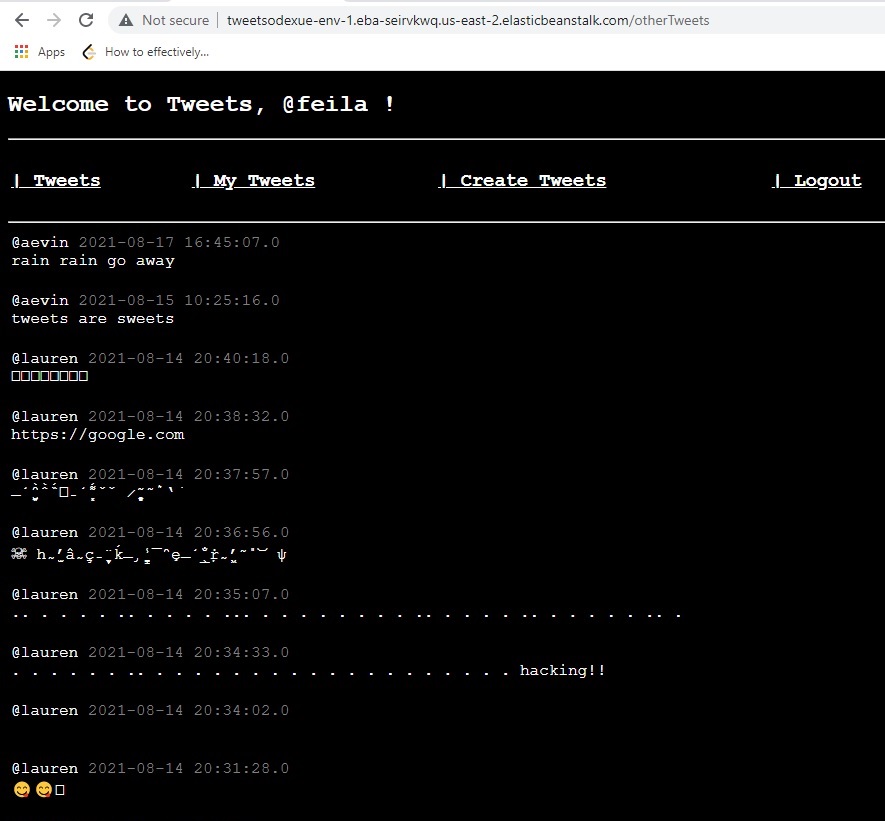 Not secure | tweetsodexue-env-1.eba-seirvkwq.us-east-2.elasticbeanstalk.com/otherTweets
Apps How to effectively...
Welcome to Tweets, @feila !
| Tweets | My Tweets | Create Tweets | Logout
@aevin 2021-08-17 16:45:07.0
rain rain go away
@aevin 2021-08-15 10:25:16.0
tweets are sweets
@lauren 2021-08-14 20:40:18.0
□□□□□□□□
@lauren 2021-08-14 20:38:32.0
https://google.com
@lauren 2021-08-14 20:37:57.0
@lauren 2021-08-14 20:36:56.0
@lauren 2021-08-14 20:35:07.0
.. . . . . .. . . . . ... . . . . . . . . . .. . . . . .. . . . . . .. .
@lauren 2021-08-14 20:34:33.0
. . . . . . .. . . . . . . . . . . . . . . . . . . . hacking!!
@lauren 2021-08-14 20:34:02.0
@lauren 2021-08-14 20:31:28.0
😋😋□